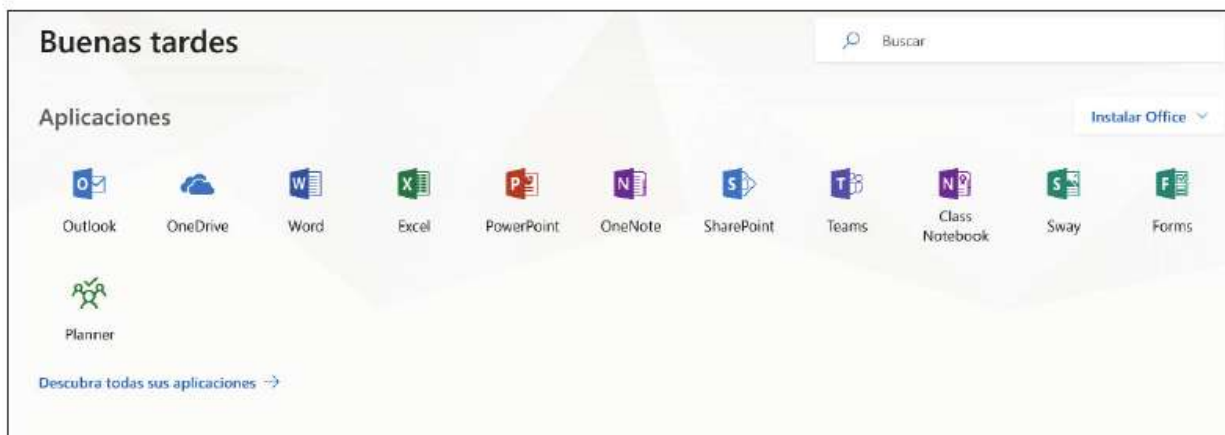 Buenas tardes
Buscar
Aplicaciones
Instalar Office
Outlook OneDrive Word Excel PowerPoint OneNote SharePoint Teams Class Notebook Sway Forms
Planner
Descubra todas sus aplicaciones →